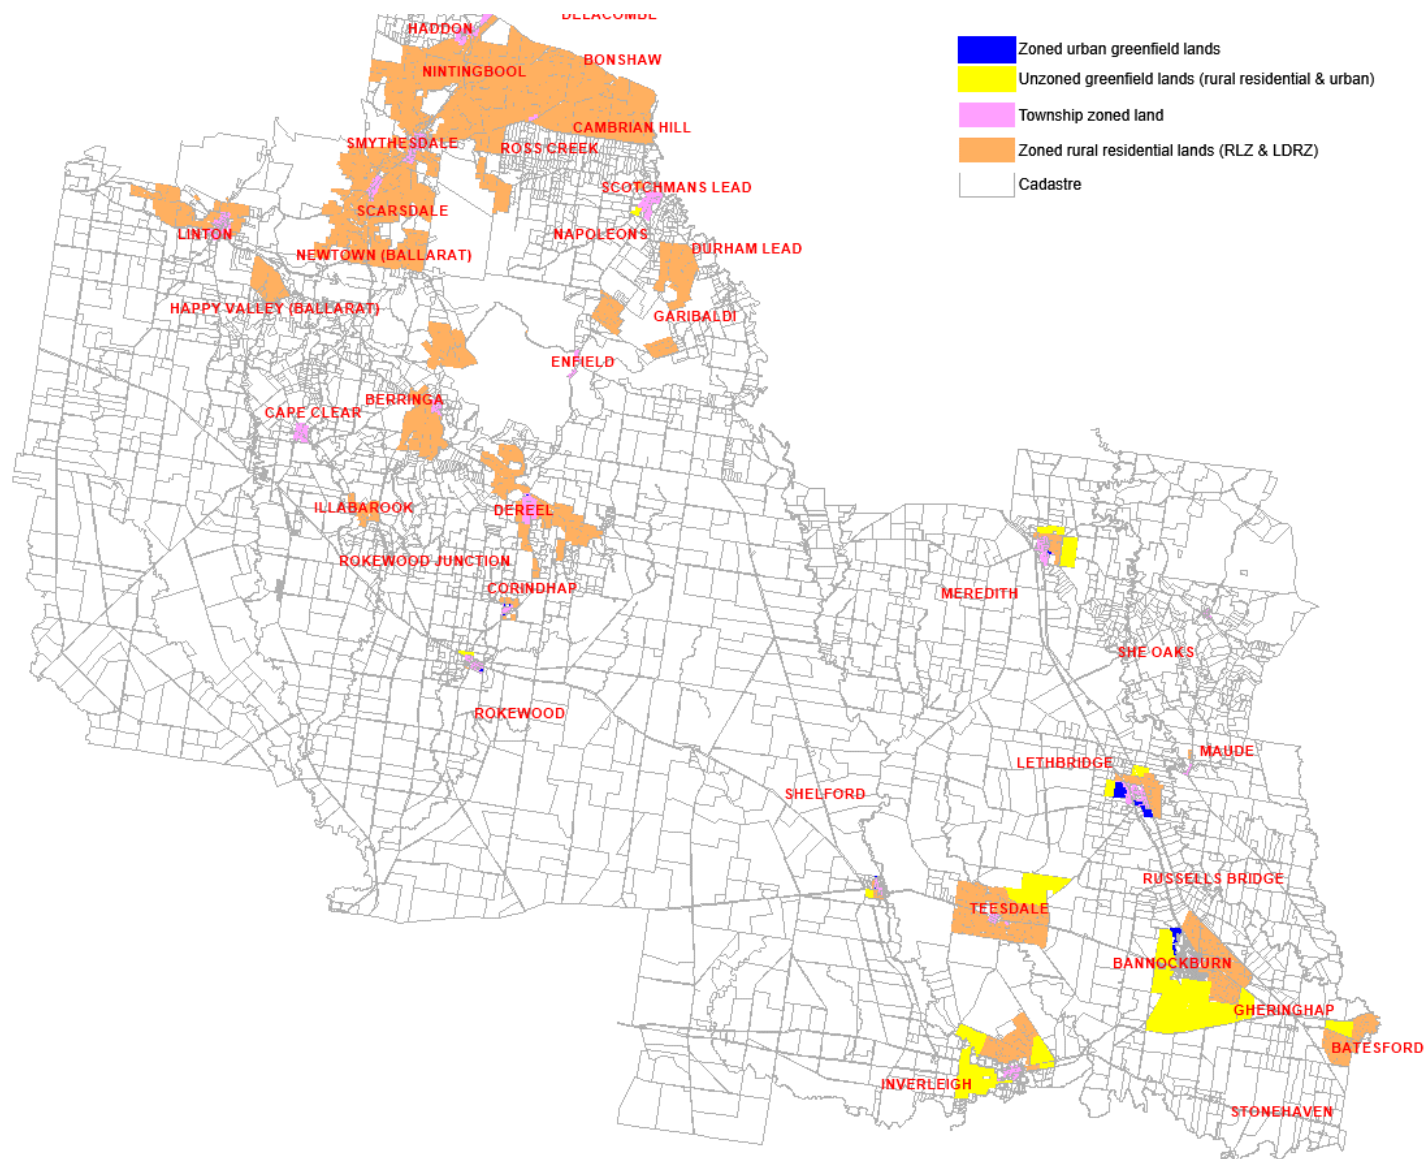 DELACOMBE
HADDON
Zoned urban greenfield lands
BONSHAW
NINTINGBOOL
Unzoned greenfield lands (rural residential & urban)
Township zoned land
CAMBRIAN HILL
SMYTHESDALE
ROSS CREEK
Zoned rural residential lands (RLZ & LDRZ)
Cadastre
SCOTCHMANS LEAD
SCARSDALE
LINTON
NAPOLEONS
DURHAM LEAD
NEWTOWN (BALLARAT)
HAPPY VALLEY (BALLARAT)
GARIBALDI
ENFIELD
BERRINGA
CAPE CLEAR
ILLABAROOK
DEREEL
ROKEWOOD JUNCTION
CORINDHAP
MEREDITH
SHE OAKS
ROKEWOOD
MAUDE
LETHBRIDGE
SHELFORD
RUSSELLS BRIDGE
TEESDALE
BANNOCKBURN
GHERINGHAP
BATESFORD
INVERLEIGH
STONEHAVEN